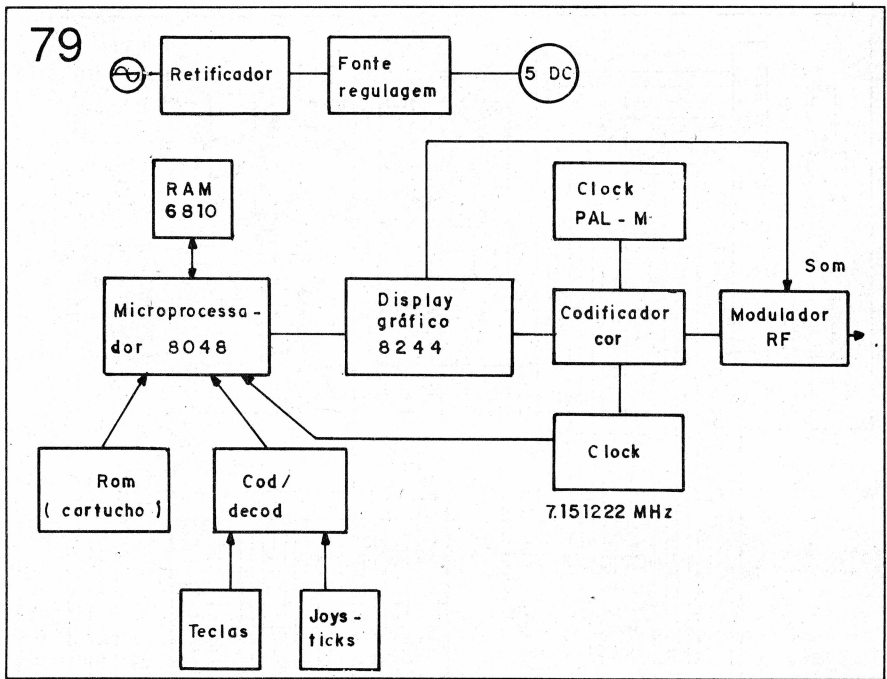 79
Retificador
Fonte
regulagem
5 DC
RAM
6810
Clock
PAL - M
Som
Microprocessa -
dor 8048
Display
gráfico
8244
Codificador
cor
Modulador
RF
Rom
( cartucho )
Cod /
decod
Clock
7.151222 MHz
Teclas
Joys -
ticks